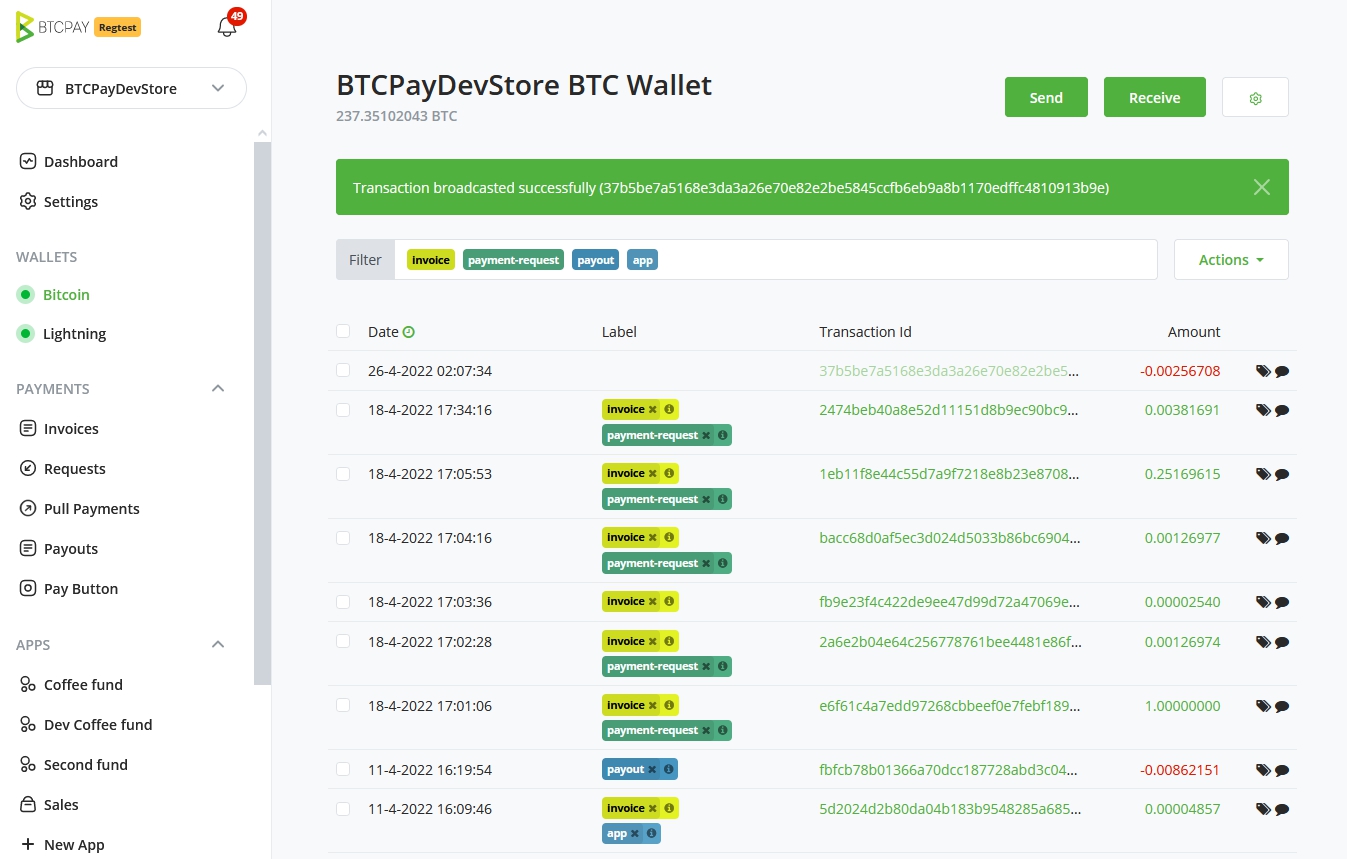 BTCPAY Regtest 49
BTCPayDevStore
Dashboard
Settings
WALLETS
Bitcoin
Lightning
PAYMENTS
Invoices
Requests
Pull Payments
Payouts
Pay Button
APPS
Coffee fund
Dev Coffee fund
Second fund
Sales
New App
BTCPayDevStore BTC Wallet
237.35102043 BTC
Send Receive
Transaction broadcasted successfully (37b5be7a5168e3da3a26e70e82e2be5845ccfb6eb9a8b1170edffc4810913b9e)
Filter invoice payment-request payout app Actions
Date Label Transaction Id Amount
26-4-2022 02:07:34 37b5be7a5168e3da3a26e70e82e2be5... -0.00256708
18-4-2022 17:34:16 invoice 2474beb40a8e52d11151d8b9ec90bc9... 0.00381691
payment-request
18-4-2022 17:05:53 invoice 1eb11f8e44c55d7a9f7218e8b23e8708... 0.25169615
payment-request
18-4-2022 17:04:16 invoice bacc68d0af5ec3d024d5033b86bc6904... 0.00126977
payment-request
18-4-2022 17:03:36 invoice fb9e23f4c422de9ee47d99d72a47069e... 0.00002540
18-4-2022 17:02:28 invoice 2a6e2b04e64c256778761bee4481e86f... 0.00126974
payment-request
18-4-2022 17:01:06 invoice e6f61c4a7edd97268cbbeef0e7febf189... 1.00000000
payment-request
11-4-2022 16:19:54 payout fbfcb78b01366a70dcc187728abd3c04... -0.00862151
11-4-2022 16:09:46 invoice 5d2024d2b80da04b183b9548285a685... 0.00004857
app